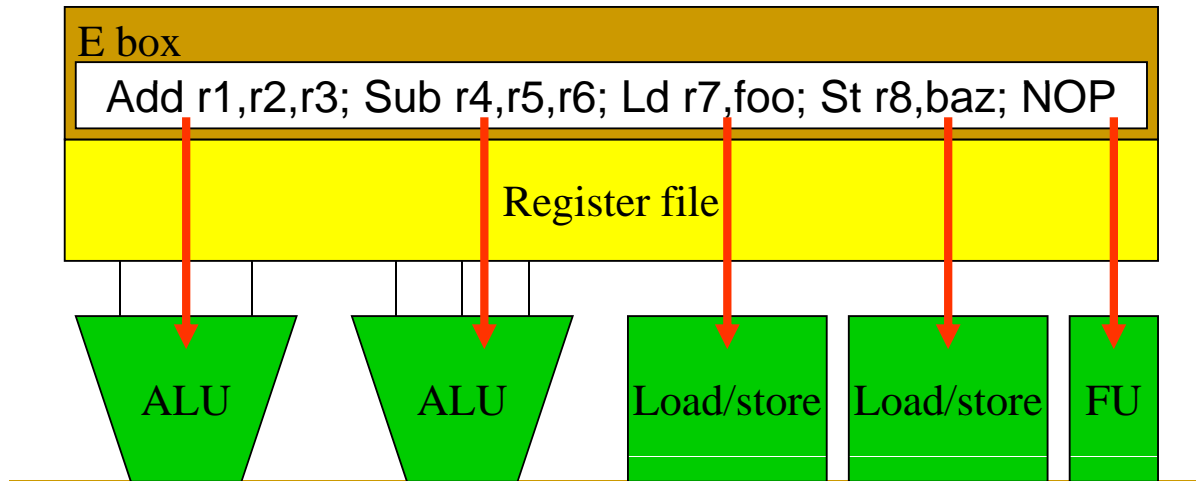 E box
Add r1,r2,r3; Sub r4,r5,r6; Ld r7,foo; St r8,baz; NOP
Register file
ALU ALU Load/store Load/store FU